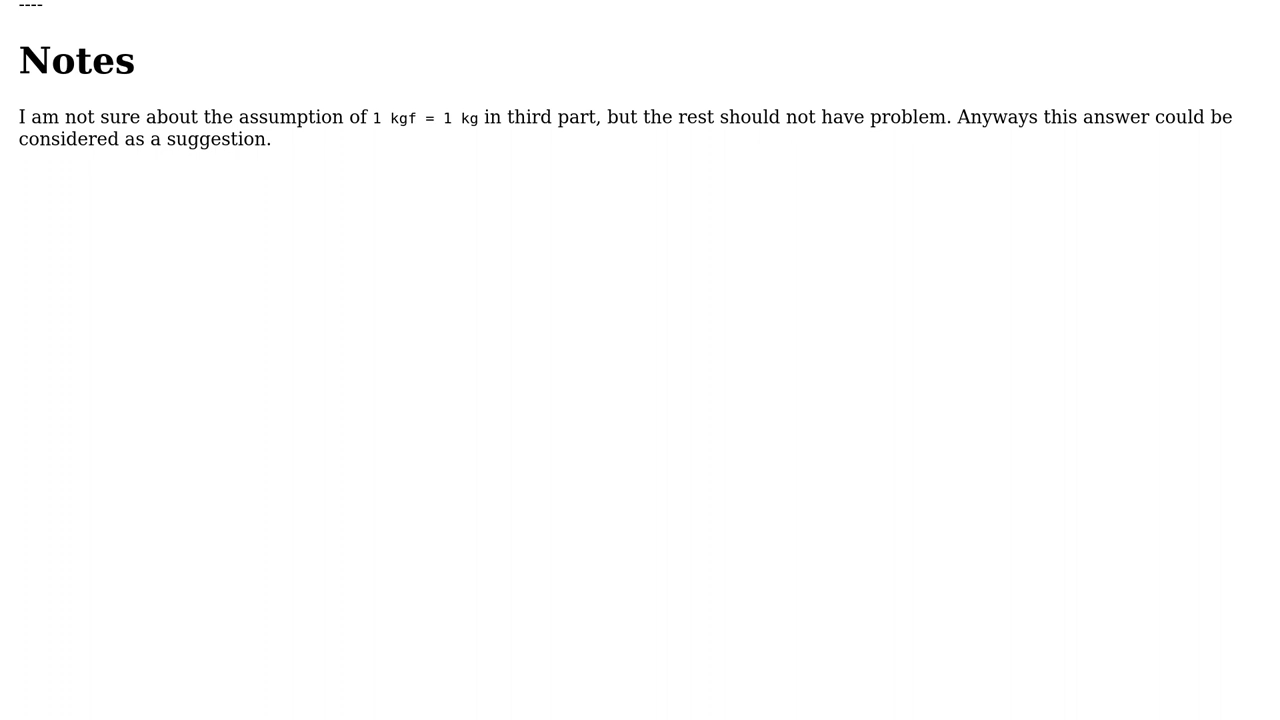 ----
Notes
I am not sure about the assumption of 1 kgf = 1 kg in third part, but the rest should not have problem. Anyways this answer could be
considered as a suggestion.